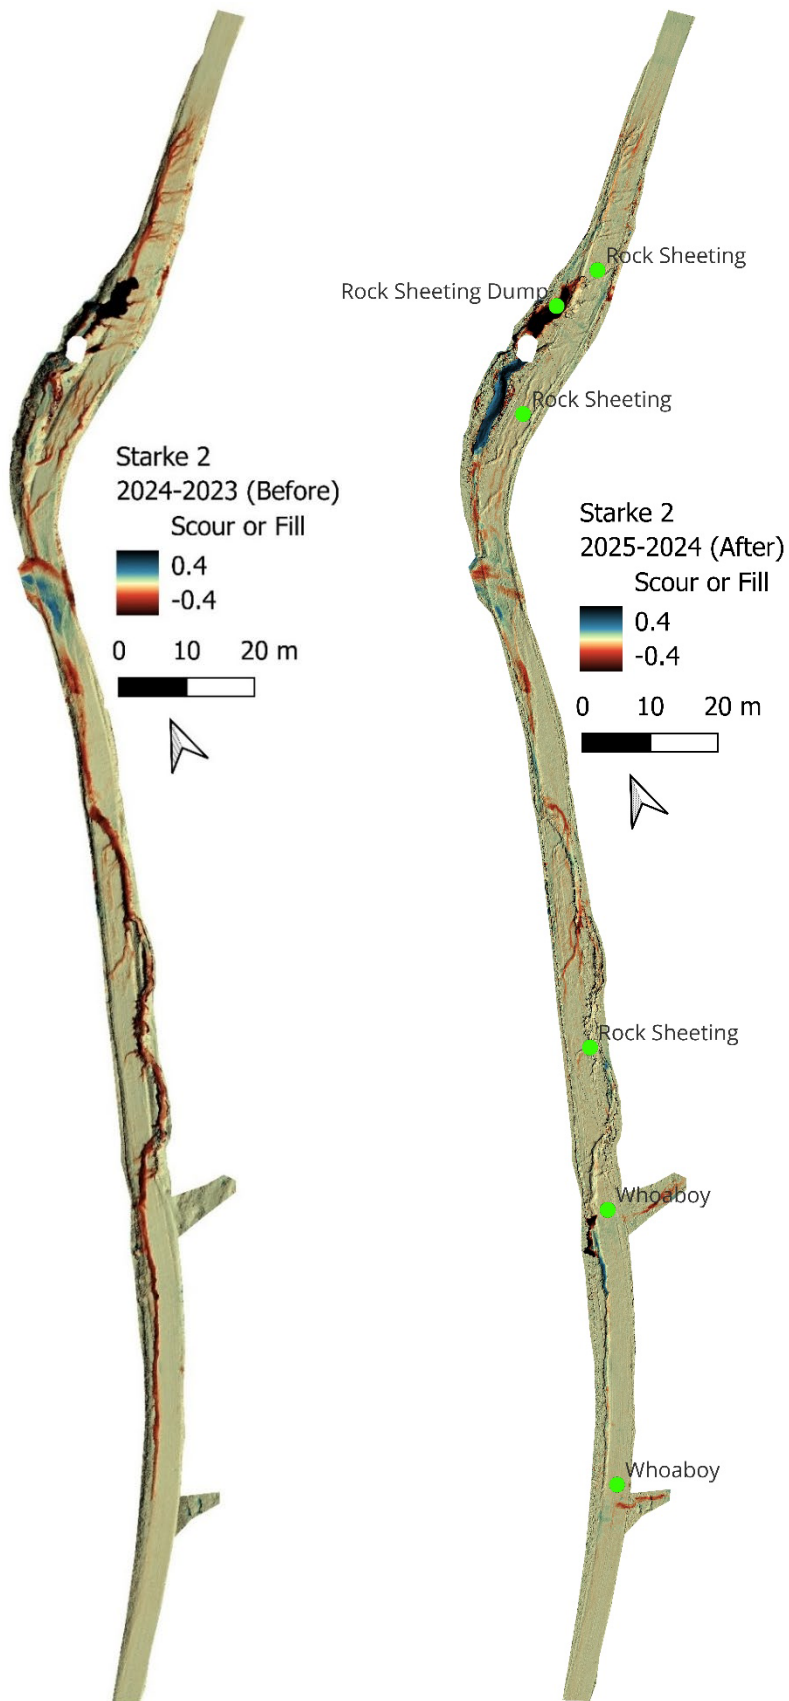 Rock Sheeting
Rock Sheeting Dump
Rock Sheeting
Starke 2
2024-2023 (Before)
Scour or Fill
0.4
-0.4
0 10 20 m
Starke 2
2025-2024 (After)
Scour or Fill
0.4
-0.4
0 10 20 m
Rock Sheeting
Whoaboy
Whoaboy